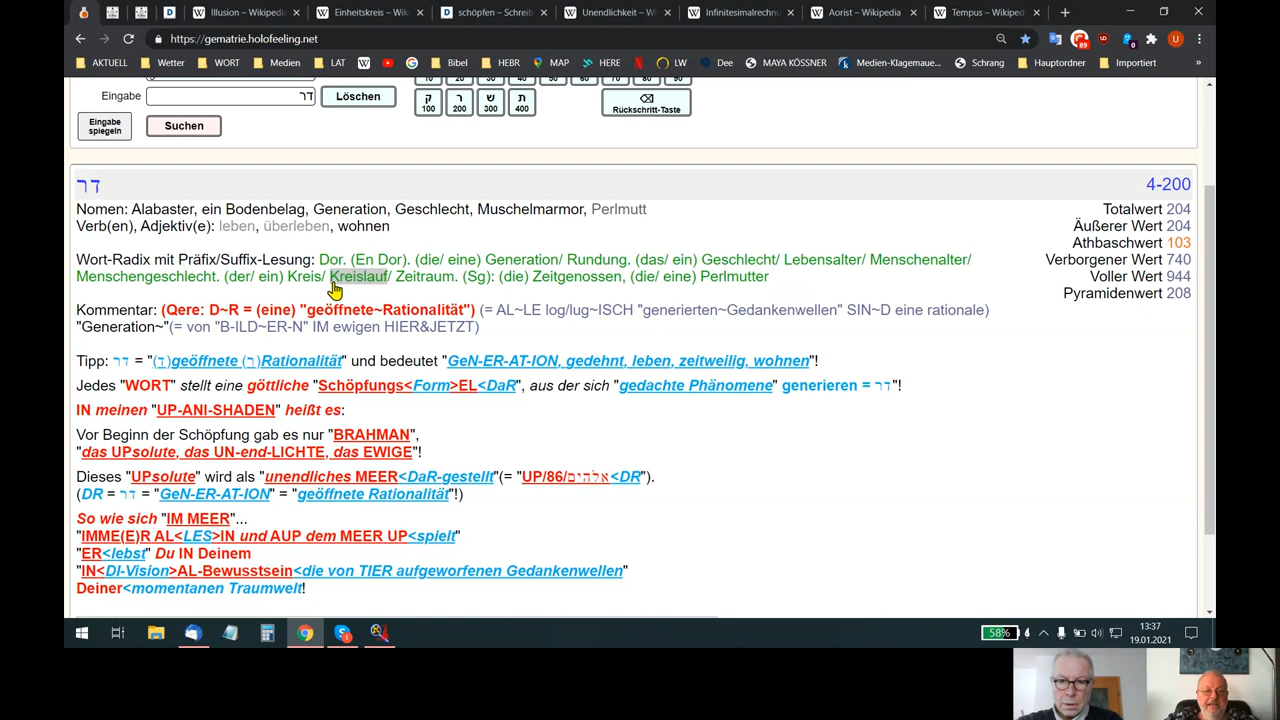 Illusion – Wikipedia
Einheitskreis – Wiki
schöpfen – Schreib
Unendlichkeit – Wi
Infinitesimalrechnu
Aorist – Wikipedia
Tempus – Wikiped
https://gematrie.holofeeling.net
AKTUELL Wetter WORT Medien LAT Bibel HEBR MAP HERE LW Dee MAYA KÖSSNER Medien-Klagemaue... Schrang Hauptordner Importiert »
10 20 30 40 50 60 70 80 90
Eingabe דר Löschen ק 100 ר 200 ש 300 ת 400 Rückschritt-Taste
Eingabe spiegeln Suchen
דר 4-200
Nomen: Alabaster, ein Bodenbelag, Generation, Geschlecht, Muschelmarmor, Perlmutt
Verb(en), Adjektiv(e): leben, überleben, wohnen
Totalwert 204
Äußerer Wert 204
Athbaschwert 103
Verborgener Wert 740
Voller Wert 944
Pyramidenwert 208
Wort-Radix mit Präfix/Suffix-Lesung: Dor. (En Dor). (die/ eine) Generation/ Rundung. (das/ ein) Geschlecht/ Lebensalter/ Menschenalter/
Menschengeschlecht. (der/ ein) Kreis/ Kreislauf/ Zeitraum. (Sg): (die) Zeitgenossen, (die/ eine) Perlmutter
Kommentar: (Qere: D~R = (eine) "geöffnete~Rationalität") (= AL~LE log/lug~ISCH "generierten~Gedankenwellen" SIN~D eine rationale)
"Generation~"(= von "B-ILD~ER-N" IM ewigen HIER&JETZT)
Tipp: דר = "(ד)geöffnete (ר)Rationalität" und bedeutet "GeN-ER-AT-ION, gedehnt, leben, zeitweilig, wohnen"!
Jedes "WORT" stellt eine göttliche "Schöpfungs<Form>EL<DaR", aus der sich "gedachte Phänomene" generieren = דר"!
IN meinen "UP-ANI-SHADEN" heißt es:
Vor Beginn der Schöpfung gab es nur "BRAHMAN",
"das UPsolute, das UN-end-LICHTE, das EWIGE"!
Dieses "UPsolute" wird als "unendliches MEER<DaR-gestellt"(= "UP/86/אלהים<DR").
(DR = דר = "GeN-ER-AT-ION" = "geöffnete Rationalität"!)
So wie sich "IM MEER"...
"IMME(E)R AL<LES>IN und AUP dem MEER UP<spielt"
"ER<lebst" Du IN Deinem
"IN<DI-Vision>AL-Bewusstsein<die von TIER aufgeworfenen Gedankenwellen"
Deiner<momentanen Traumwelt!
58%
13:37
19.01.2021